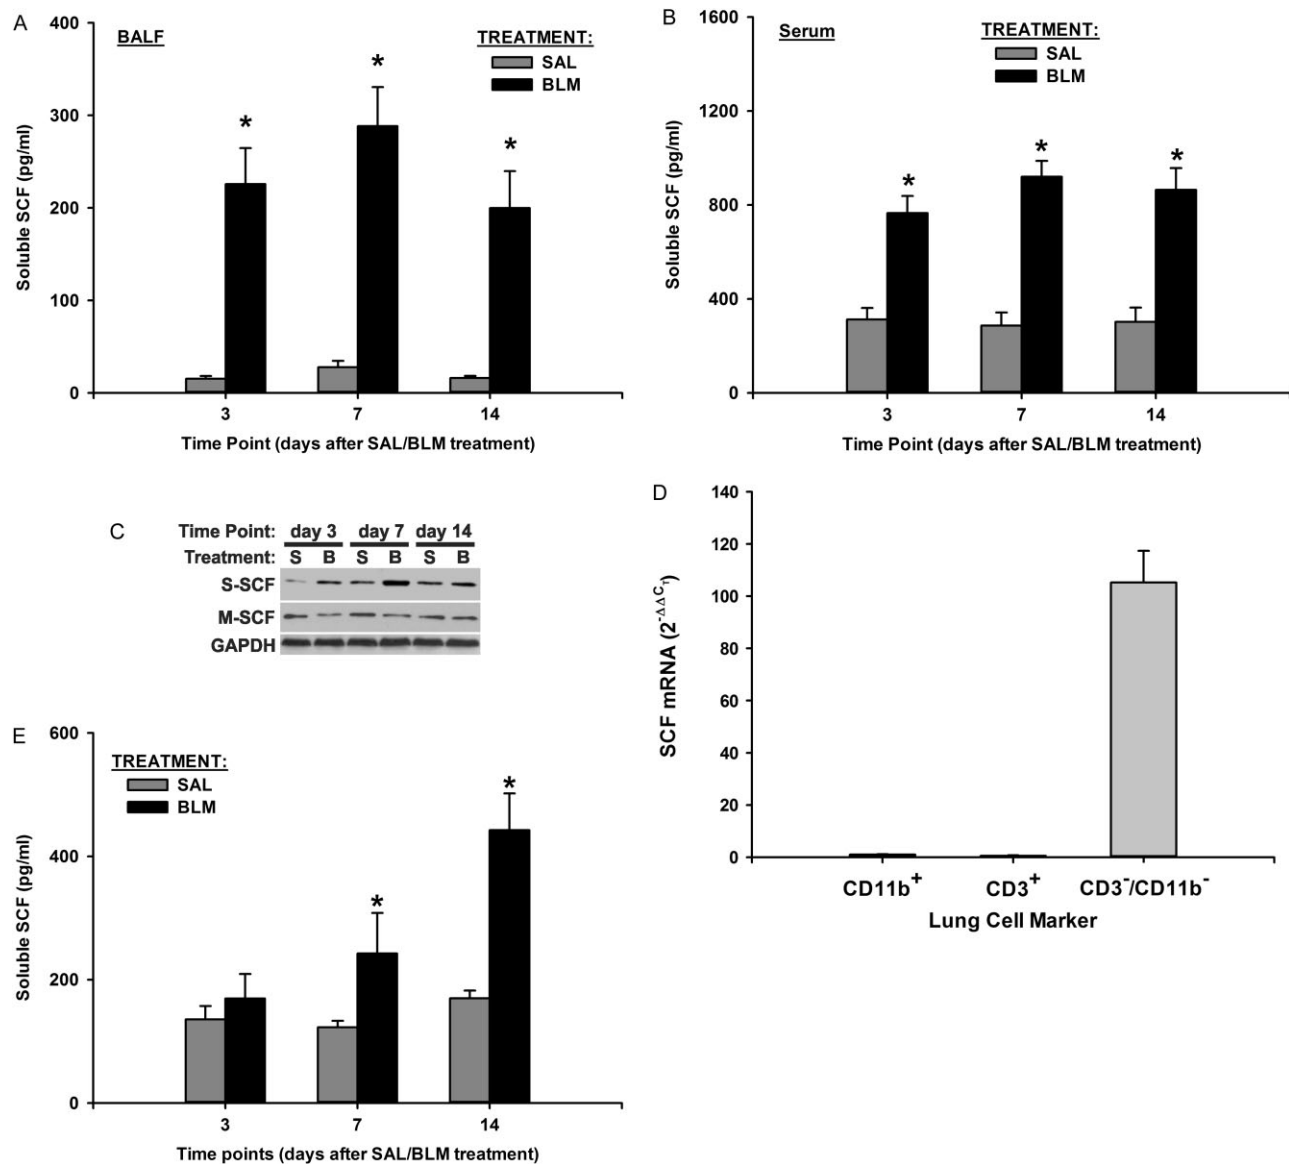 A
BALF
TREATMENT:
SAL
BLM
400
300
200
100
0
Soluble SCF (pg/ml)
*
*
*
3 7 14
Time Point (days after SAL/BLM treatment)
B
Serum
TREATMENT:
SAL
BLM
1600
1200
800
400
0
Soluble SCF (pg/ml)
*
*
*
3 7 14
Time Point (days after SAL/BLM treatment)
C
Time Point: day 3 day 7 day 14
Treatment: S B S B S B
S-SCF
M-SCF
GAPDH
D
140
120
100
80
60
40
20
0
SCF mRNA (2^-ΔΔC_T)
CD11b⁺ CD3⁺ CD3⁻/CD11b⁻
Lung Cell Marker
E
TREATMENT:
SAL
BLM
600
400
200
0
Soluble SCF (pg/ml)
*
*
3 7 14
Time points (days after SAL/BLM treatment)